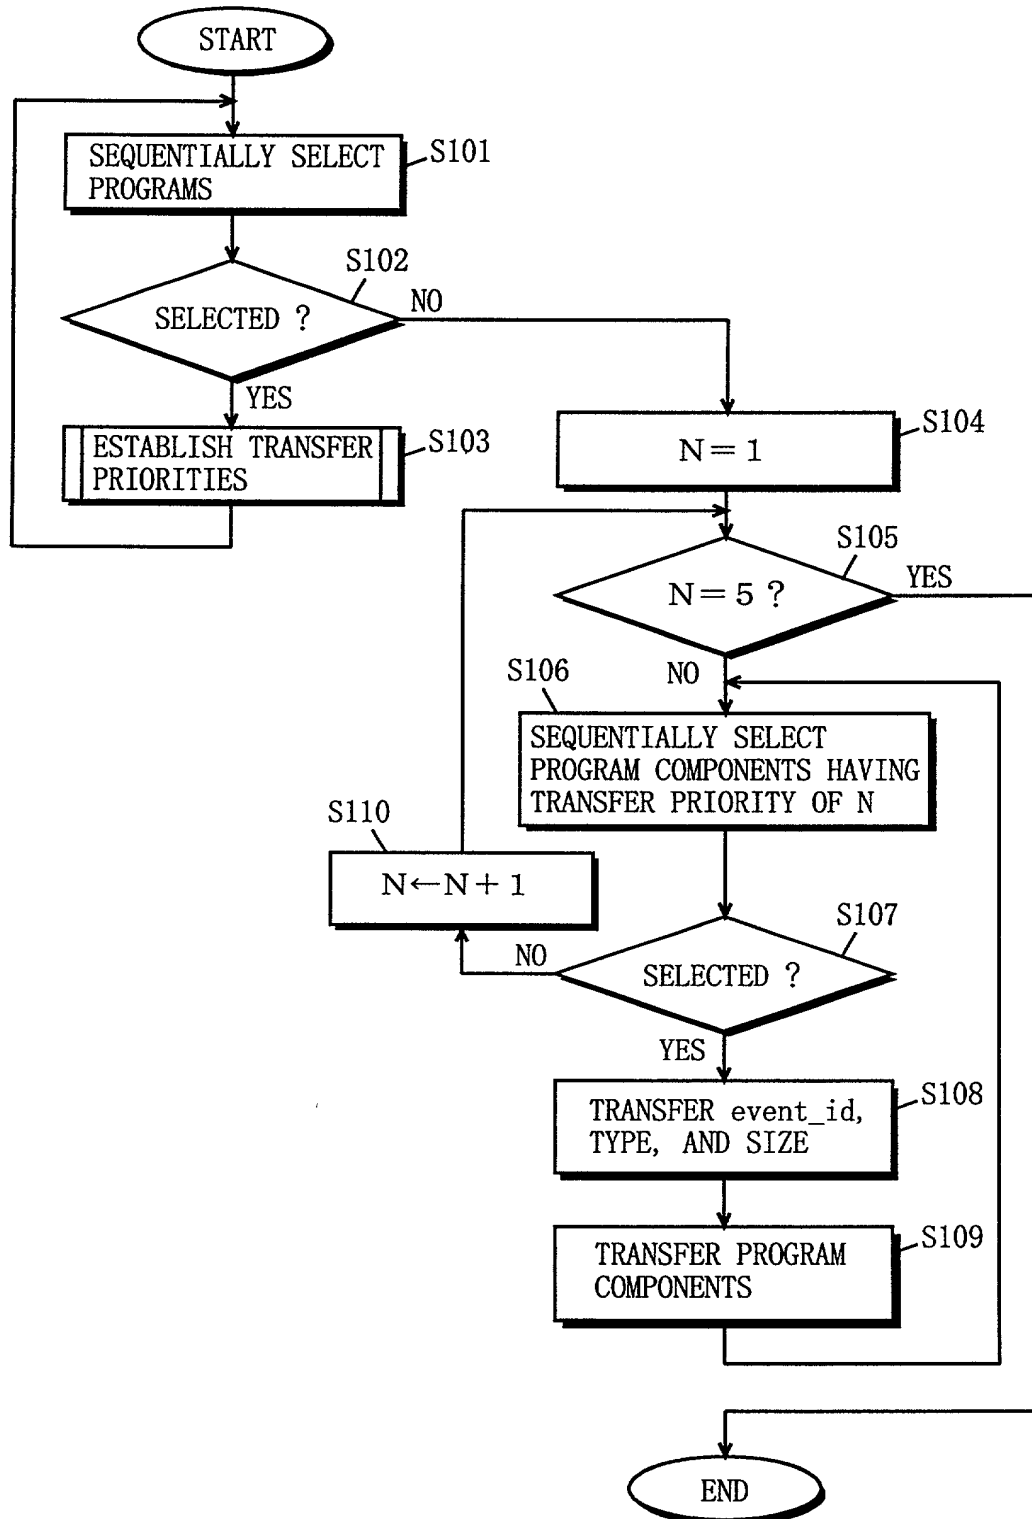 START
SEQUENTIALLY SELECT
PROGRAMS
S101
S102
SELECTED ?
NO
YES
ESTABLISH TRANSFER
PRIORITIES
S103
N=1
S104
S105
N=5 ?
YES
NO
S106
SEQUENTIALLY SELECT
PROGRAM COMPONENTS HAVING
TRANSFER PRIORITY OF N
S110
N←N+1
S107
SELECTED ?
NO
YES
TRANSFER event_id,
TYPE, AND SIZE
S108
TRANSFER PROGRAM
COMPONENTS
S109
END